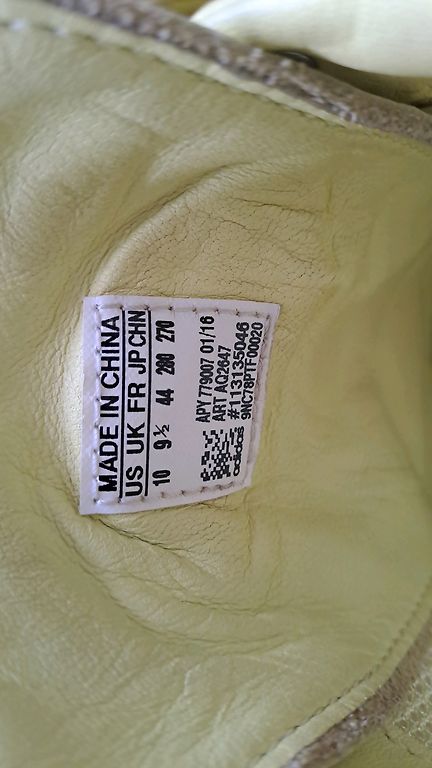 MADE IN CHINA
US UK FR JP CHN
10 9½ 44 280 270
APY 779007 01/16
ART AQ2647
#113135046
9NC78PTF00020
adidas